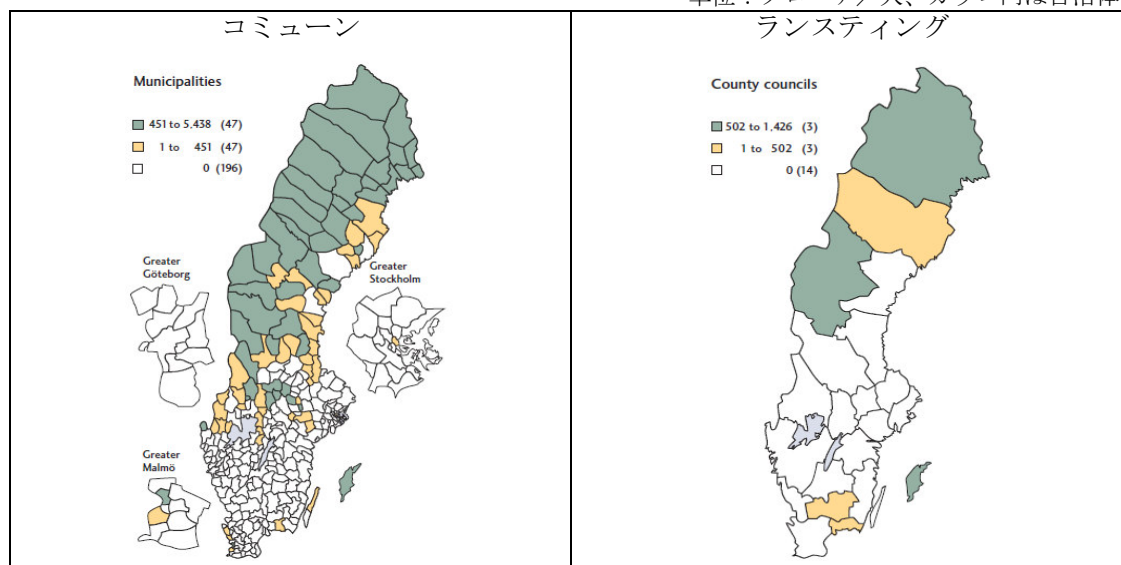 コミューン
ランスティング
Municipalities
451 to 5.438 (47)
1 to 451 (47)
0 (196)
Greater
Göteborg
Greater
Stockholm
Greater
Malmö
County councils
502 to 1.426 (3)
1 to 502 (3)
0 (14)